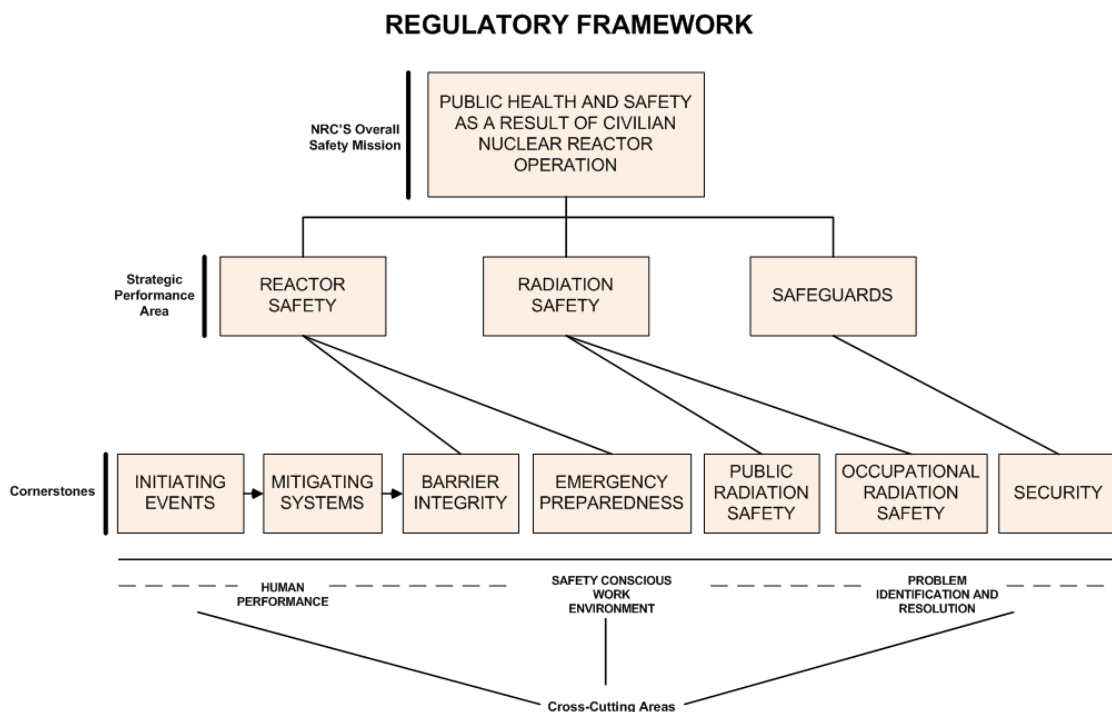 REGULATORY FRAMEWORK
NRC'S Overall
Safety Mission
PUBLIC HEALTH AND SAFETY
AS A RESULT OF CIVILIAN
NUCLEAR REACTOR
OPERATION
Strategic
Performance
Area
REACTOR
SAFETY
RADIATION
SAFETY
SAFEGUARDS
Cornerstones
INITIATING
EVENTS
MITIGATING
SYSTEMS
BARRIER
INTEGRITY
EMERGENCY
PREPAREDNESS
PUBLIC
RADIATION
SAFETY
OCCUPATIONAL
RADIATION
SAFETY
SECURITY
HUMAN
PERFORMANCE
SAFETY CONSCIOUS
WORK
ENVIRONMENT
PROBLEM
IDENTIFICATION AND
RESOLUTION
Cross-Cutting Areas